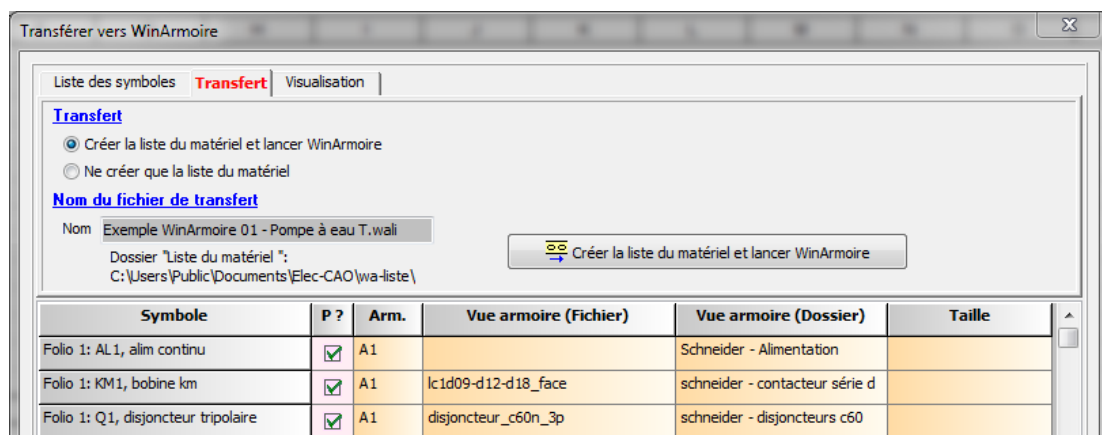 Transférer vers WinArmoire
Liste des symboles Transfert Visualisation
Transfert
Créer la liste du matériel et lancer WinArmoire
Ne créer que la liste du matériel
Nom du fichier de transfert
Nom Exemple WinArmoire 01 - Pompe à eau T.wali
Dossier "Liste du matériel ":
C:\Users\Public\Documents\Elec-CAO\wa-liste\
Créer la liste du matériel et lancer WinArmoire
Symbole P ? Arm. Vue armoire (Fichier) Vue armoire (Dossier) Taille
Folio 1: AL1, alim continu A1 Schneider - Alimentation
Folio 1: KM1, bobine km A1 lc1d09-d12-d18_face schneider - contacteur série d
Folio 1: Q1, disjoncteur tripolaire A1 disjoncteur_c60n_3p schneider - disjoncteurs c60